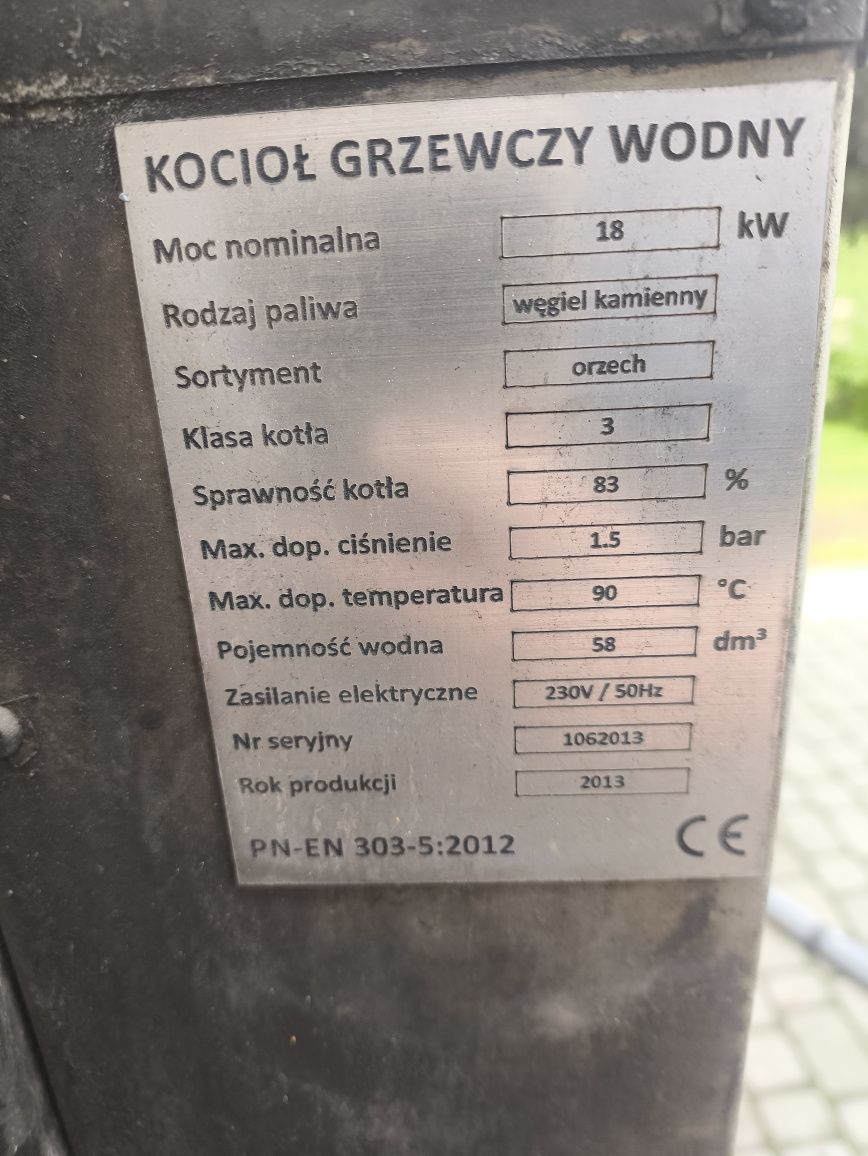 KOCIOŁ GRZEWCZY WODNY
Moc nominalna 18 kW
Rodzaj paliwa węgiel kamienny
Sortyment orzech
Klasa kotła 3
Sprawność kotła 83 %
Max. dop. ciśnienie 1.5 bar
Max. dop. temperatura 90 °C
Pojemność wodna 58 dm³
Zasilanie elektryczne 230V / 50Hz
Nr seryjny 1062013
Rok produkcji 2013
PN-EN 303-5:2012 CE